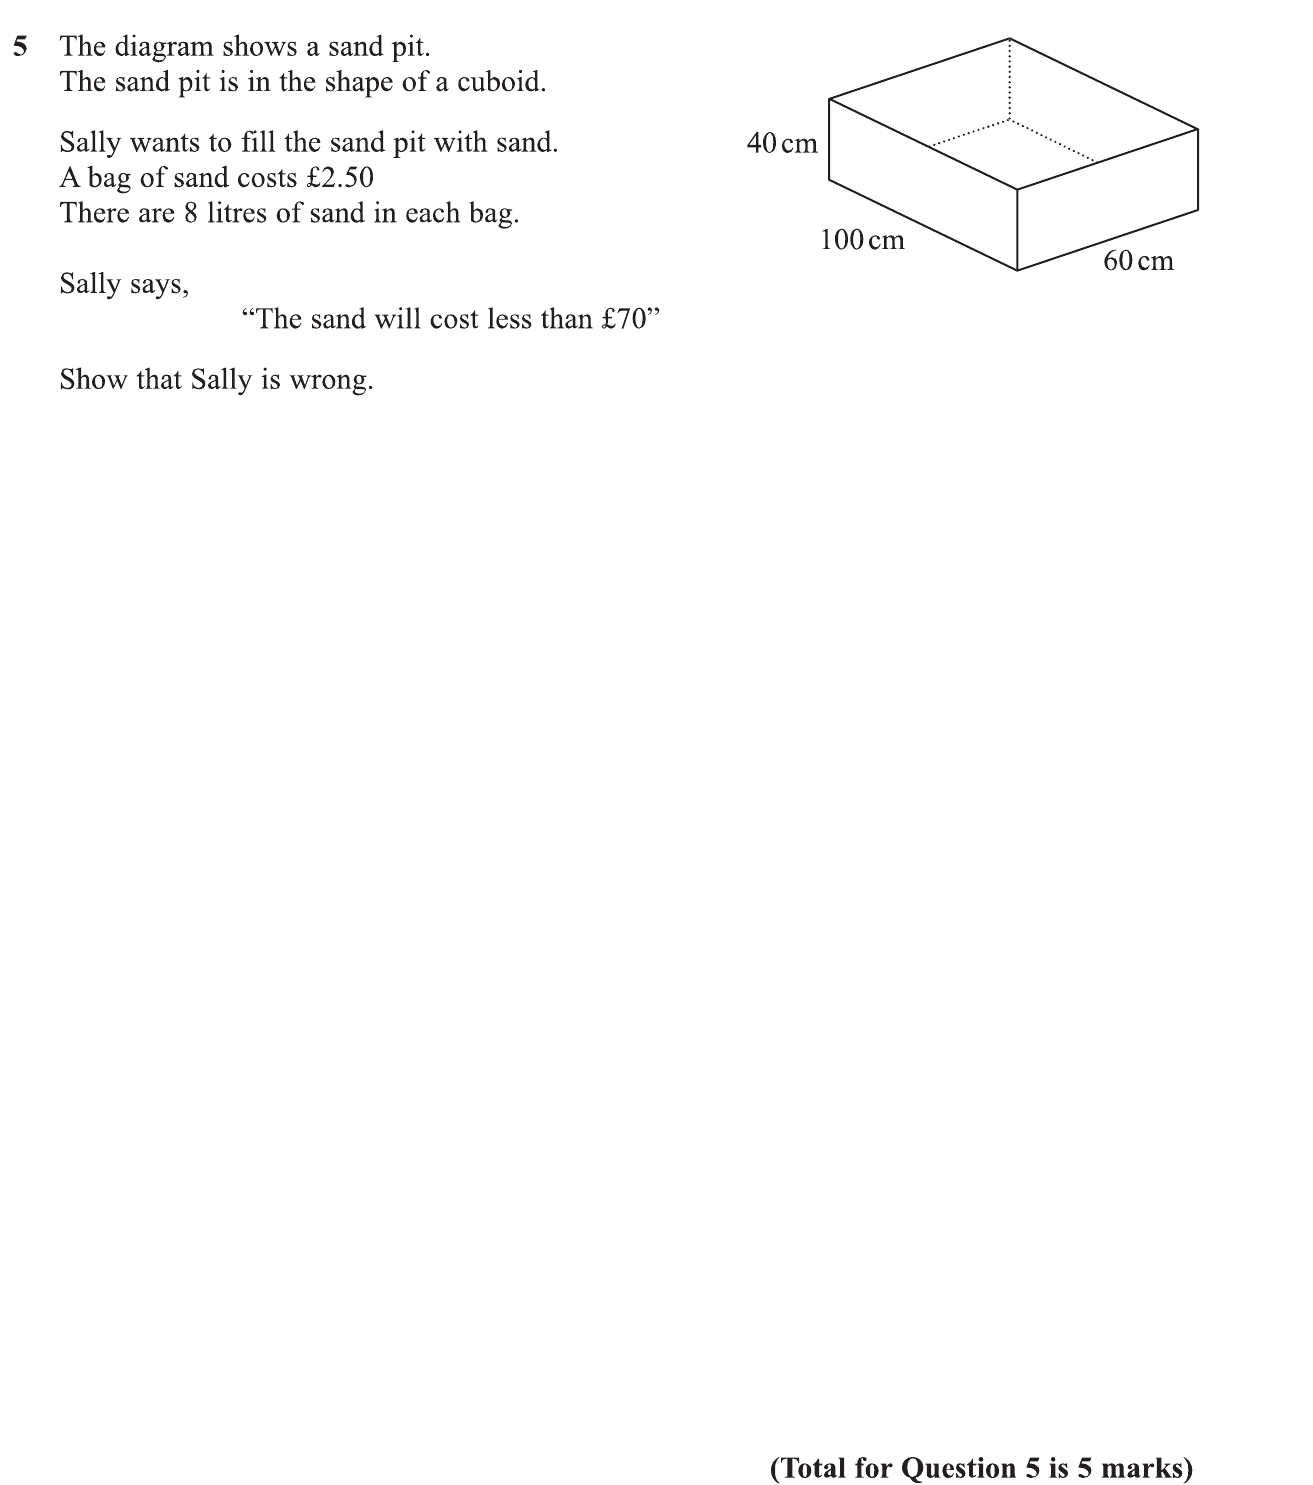 5 The diagram shows a sand pit.
The sand pit is in the shape of a cuboid.
Sally wants to fill the sand pit with sand.
A bag of sand costs £2.50
There are 8 litres of sand in each bag.
Sally says,
“The sand will cost less than £70”
Show that Sally is wrong.
40 cm
100 cm
60 cm
(Total for Question 5 is 5 marks)